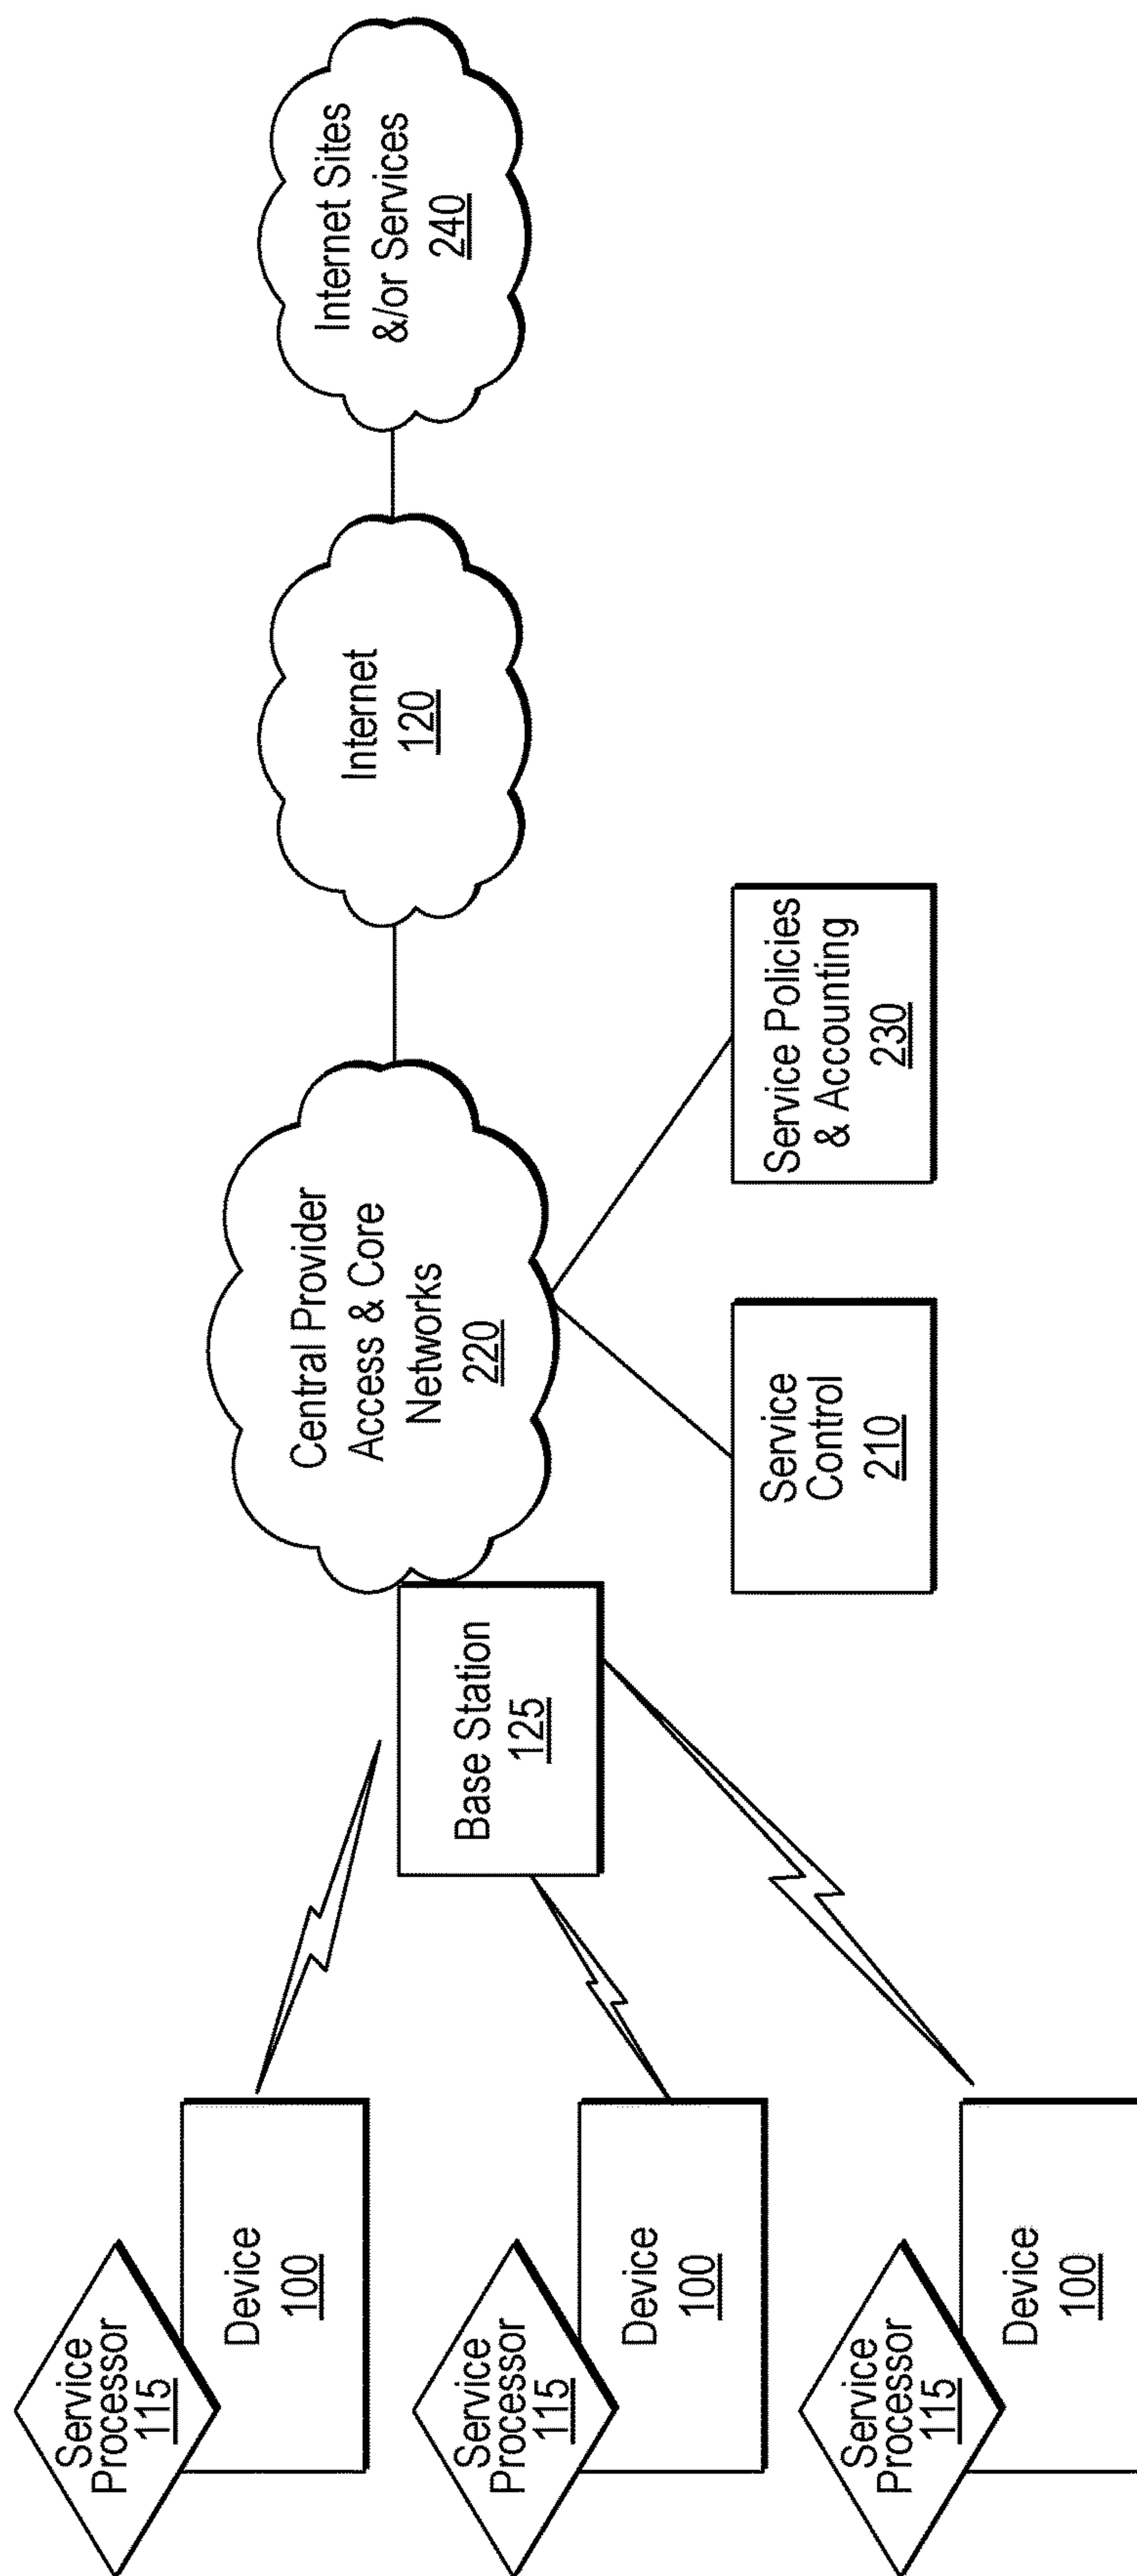 Service
Processor
115
Device
100
Service
Processor
115
Device
100
Service
Processor
115
Device
100
Base Station
125
Central Provider
Access & Core
Networks
220
Service
Control
210
Service Policies
& Accounting
230
Internet
120
Internet Sites
&/or Services
240